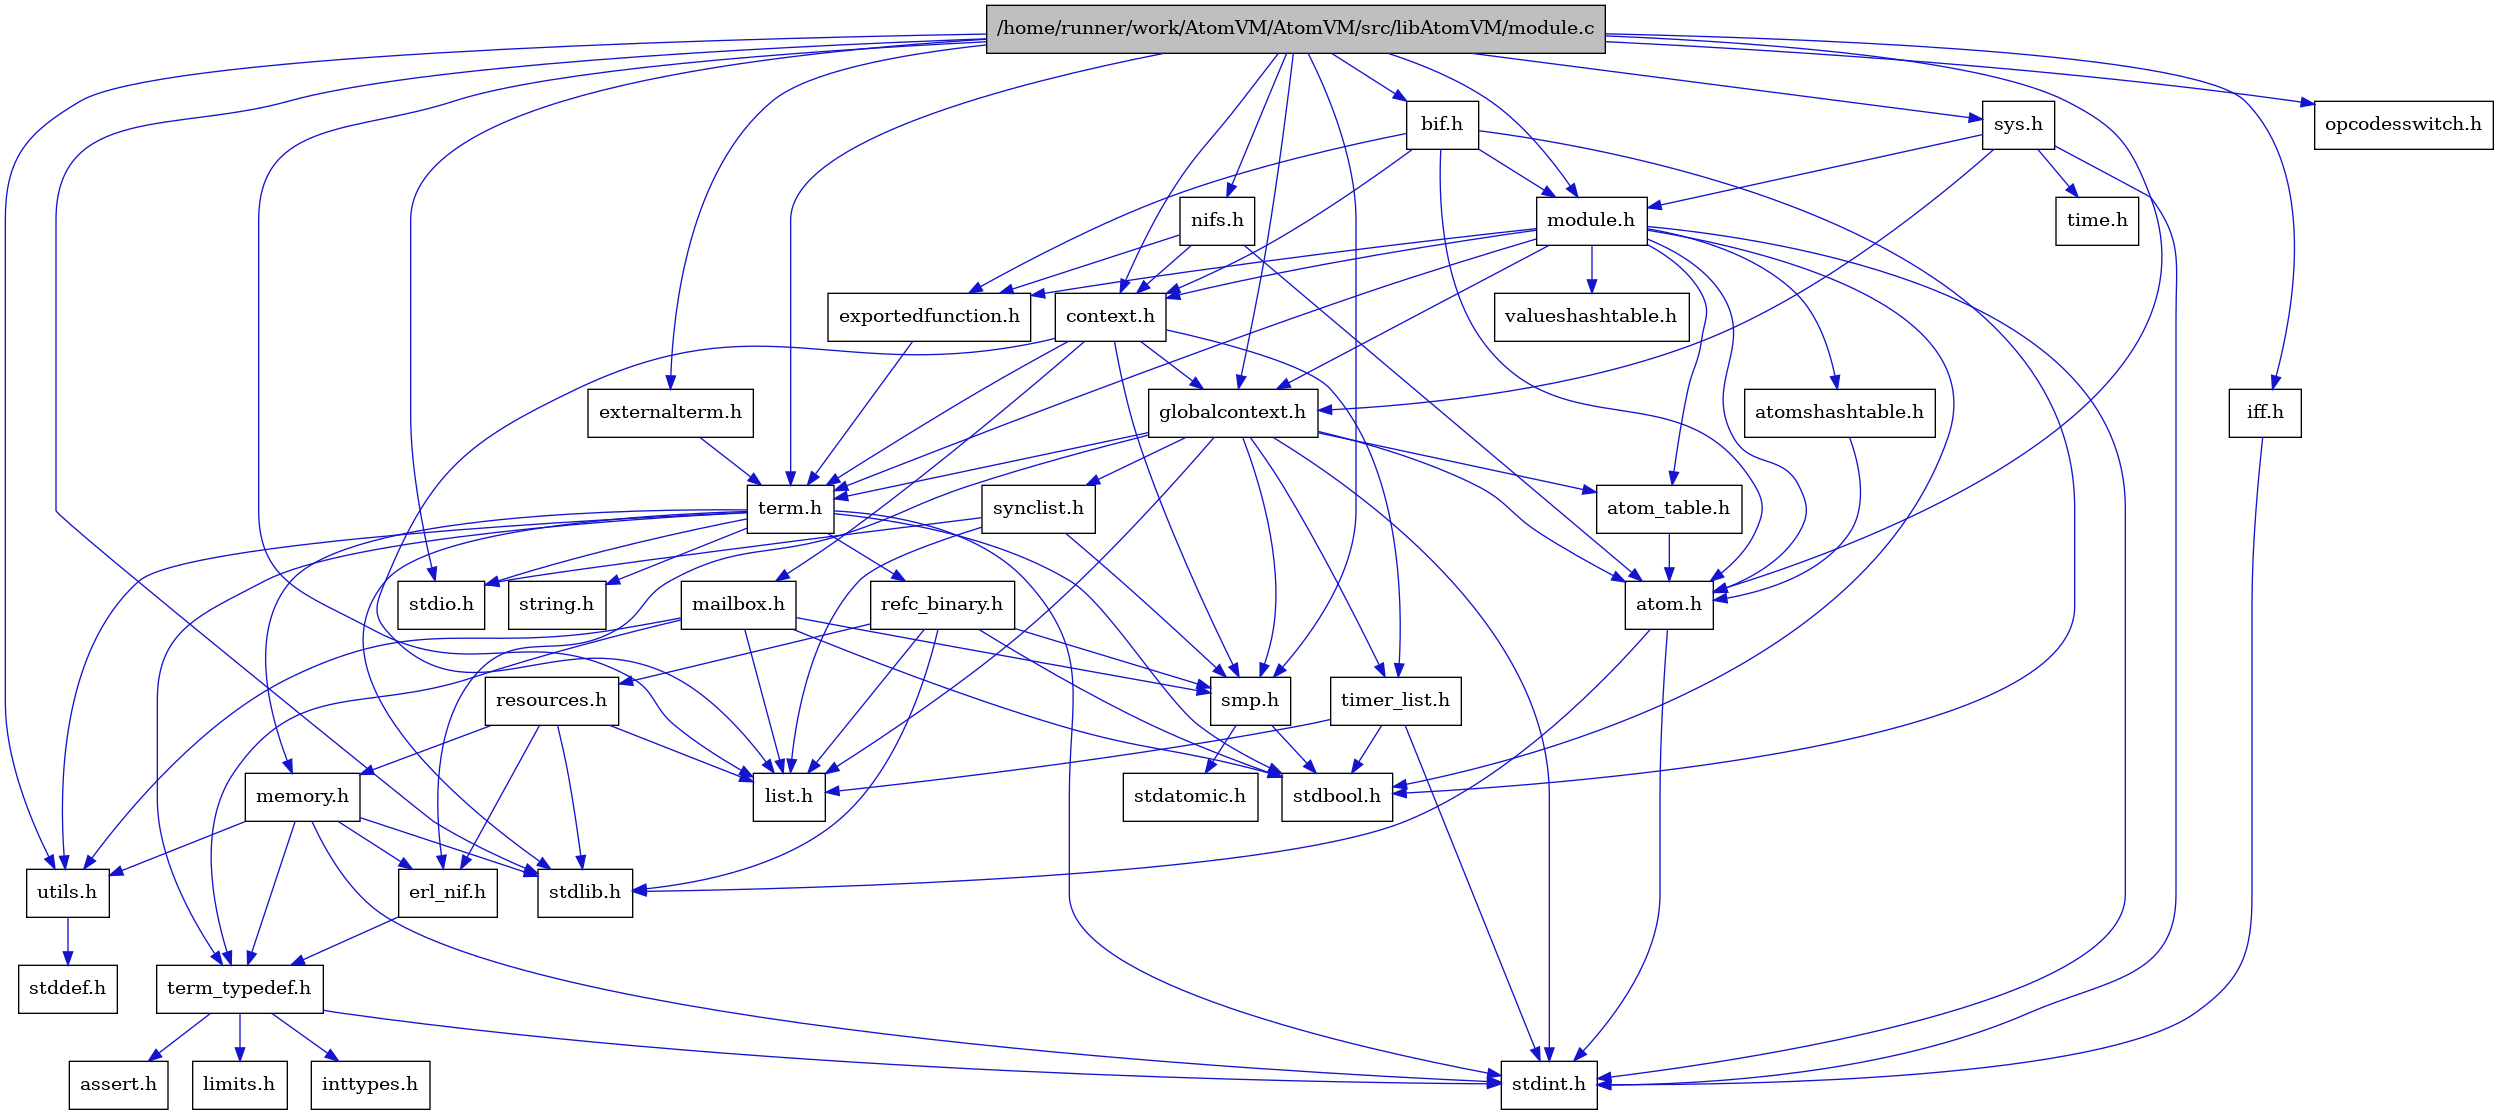 /home/runner/work/AtomVM/AtomVM/src/libAtomVM/module.c
bif.h
sys.h
opcodesswitch.h
nifs.h
module.h
time.h
exportedfunction.h
context.h
valueshashtable.h
externalterm.h
globalcontext.h
atomshashtable.h
iff.h
term.h
synclist.h
atom_table.h
stdio.h
string.h
mailbox.h
refc_binary.h
atom.h
resources.h
smp.h
timer_list.h
memory.h
list.h
stdatomic.h
stdbool.h
utils.h
erl_nif.h
stdlib.h
stddef.h
term_typedef.h
assert.h
limits.h
inttypes.h
stdint.h